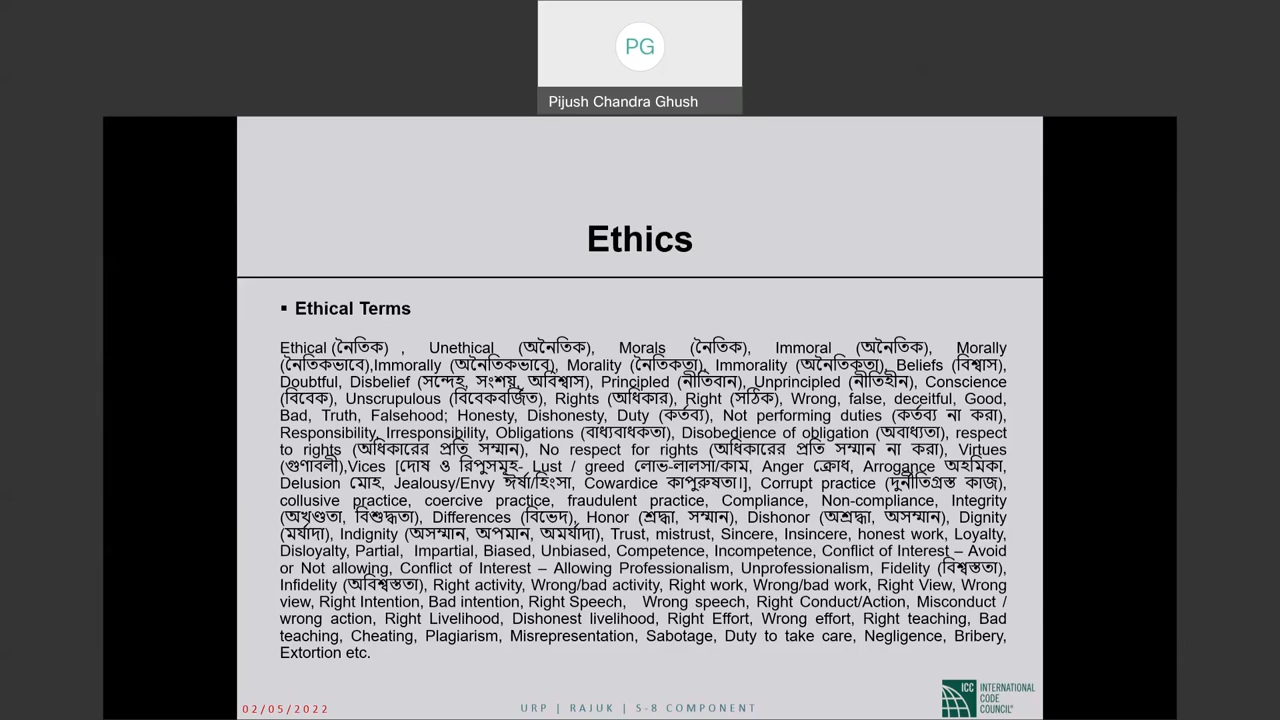 PG
Pijush Chandra Ghush
Ethics
▪ Ethical Terms
Ethical (নৈতিক) , Unethical (অনৈতিক), Morals (নৈতিক), Immoral (অনৈতিক), Morally
(নৈতিকভাবে),Immorally (অনৈতিকভাবে), Morality (নৈতিকতা), Immorality (অনৈতিকতা), Beliefs (বিশ্বাস),
Doubtful, Disbelief (সন্দেহ, সংশয়, অবিশ্বাস), Principled (নীতিবান), Unprincipled (নীতিহীন), Conscience
(বিবেক), Unscrupulous (বিবেকবর্জিত), Rights (অধিকার), Right (সঠিক), Wrong, false, deceitful, Good,
Bad, Truth, Falsehood; Honesty, Dishonesty, Duty (কর্তব্য), Not performing duties (কর্তব্য না করা),
Responsibility, Irresponsibility, Obligations (বাধ্যবাধকতা), Disobedience of obligation (অবাধ্যতা), respect
to rights (অধিকারের প্রতি সম্মান), No respect for rights (অধিকারের প্রতি সম্মান না করা), Virtues
(গুণাবলী),Vices [দোষ ও রিপুসমূহ- Lust / greed লোভ-লালসা/কাম, Anger ক্রোধ, Arrogance অহমিকা,
Delusion মোহ, Jealousy/Envy ঈর্ষা/হিংসা, Cowardice কাপুরুষতা।], Corrupt practice (দুর্নীতিগ্রস্ত কাজ),
collusive practice, coercive practice, fraudulent practice, Compliance, Non-compliance, Integrity
(অখণ্ডতা, বিশুদ্ধতা), Differences (বিভেদ), Honor (শ্রদ্ধা, সম্মান), Dishonor (অশ্রদ্ধা, অসম্মান), Dignity
(মর্যাদা), Indignity (অসম্মান, অপমান, অমর্যাদা), Trust, mistrust, Sincere, Insincere, honest work, Loyalty,
Disloyalty, Partial, Impartial, Biased, Unbiased, Competence, Incompetence, Conflict of Interest – Avoid
or Not allowing, Conflict of Interest – Allowing Professionalism, Unprofessionalism, Fidelity (বিশ্বস্ততা),
Infidelity (অবিশ্বস্ততা), Right activity, Wrong/bad activity, Right work, Wrong/bad work, Right View, Wrong
view, Right Intention, Bad intention, Right Speech, Wrong speech, Right Conduct/Action, Misconduct /
wrong action, Right Livelihood, Dishonest livelihood, Right Effort, Wrong effort, Right teaching, Bad
teaching, Cheating, Plagiarism, Misrepresentation, Sabotage, Duty to take care, Negligence, Bribery,
Extortion etc.
02/05/2022
URP | RAJUK | S-8 COMPONENT
ICC INTERNATIONAL
CODE
COUNCIL®